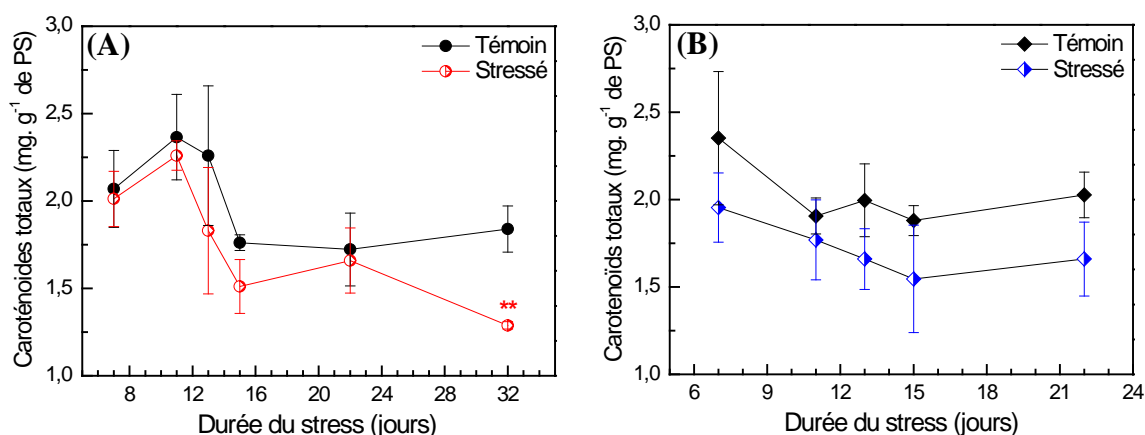 (A)
Témoin
Stressé
Caroténoides totaux (mg. g⁻¹ de PS)
3,0
2,5
2,0
1,5
1,0
**
8 12 16 20 24 28 32
Durée du stress (jours)
(B)
Témoin
Stressé
Carotenoïds totaux (mg. g⁻¹ de PS)
3,0
2,5
2,0
1,5
1,0
6 9 12 15 18 21 24
Durée du stress (jours)